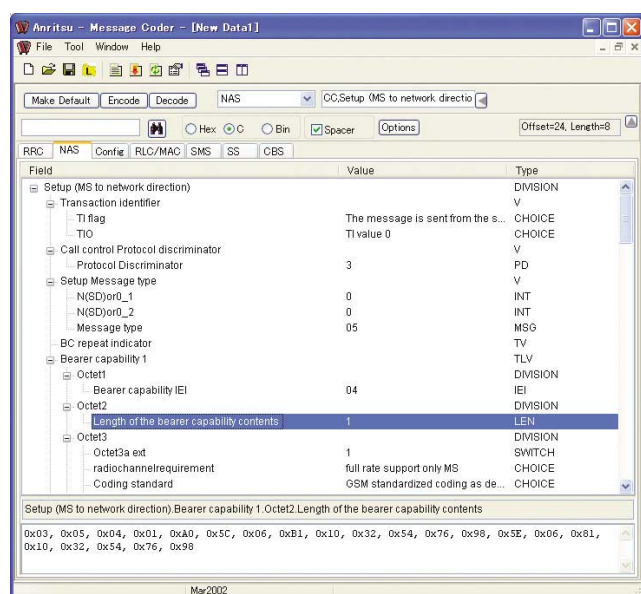 Anritsu - Message Coder - [New Data1]
File Tool Window Help
Make Default Encode Decode NAS CC,Setup (MS to network directio
Hex C Bin Spacer Options Offset=24, Length=8
RRC NAS Config RLC/MAC SMS SS CBS
Field Value Type
Setup (MS to network direction) DIVISION
Transaction identifier V
TI flag The message is sent from the s... CHOICE
TIO TI value 0 CHOICE
Call control Protocol discriminator V
Protocol Discriminator 3 PD
Setup Message type V
N(SD)or0_1 0 INT
N(SD)or0_2 0 INT
Message type 05 MSG
BC repeat indicator TV
Bearer capability 1 TLV
Octet1 DIVISION
Bearer capability IEI 04 IEI
Octet2 DIVISION
Length of the bearer capability contents 1 LEN
Octet3 DIVISION
Octet3a ext 1 SWITCH
radiochannelrequirement full rate support only MS CHOICE
Coding standard GSM standardized coding as de... CHOICE
Setup (MS to network direction).Bearer capability 1.Octet2.Length of the bearer capability contents
0x03, 0x05, 0x04, 0x01, 0xA0, 0x5C, 0x06, 0xB1, 0x10, 0x32, 0x54, 0x76, 0x98, 0x5E, 0x06, 0x81,
0x10, 0x32, 0x54, 0x76, 0x98
Mar2002